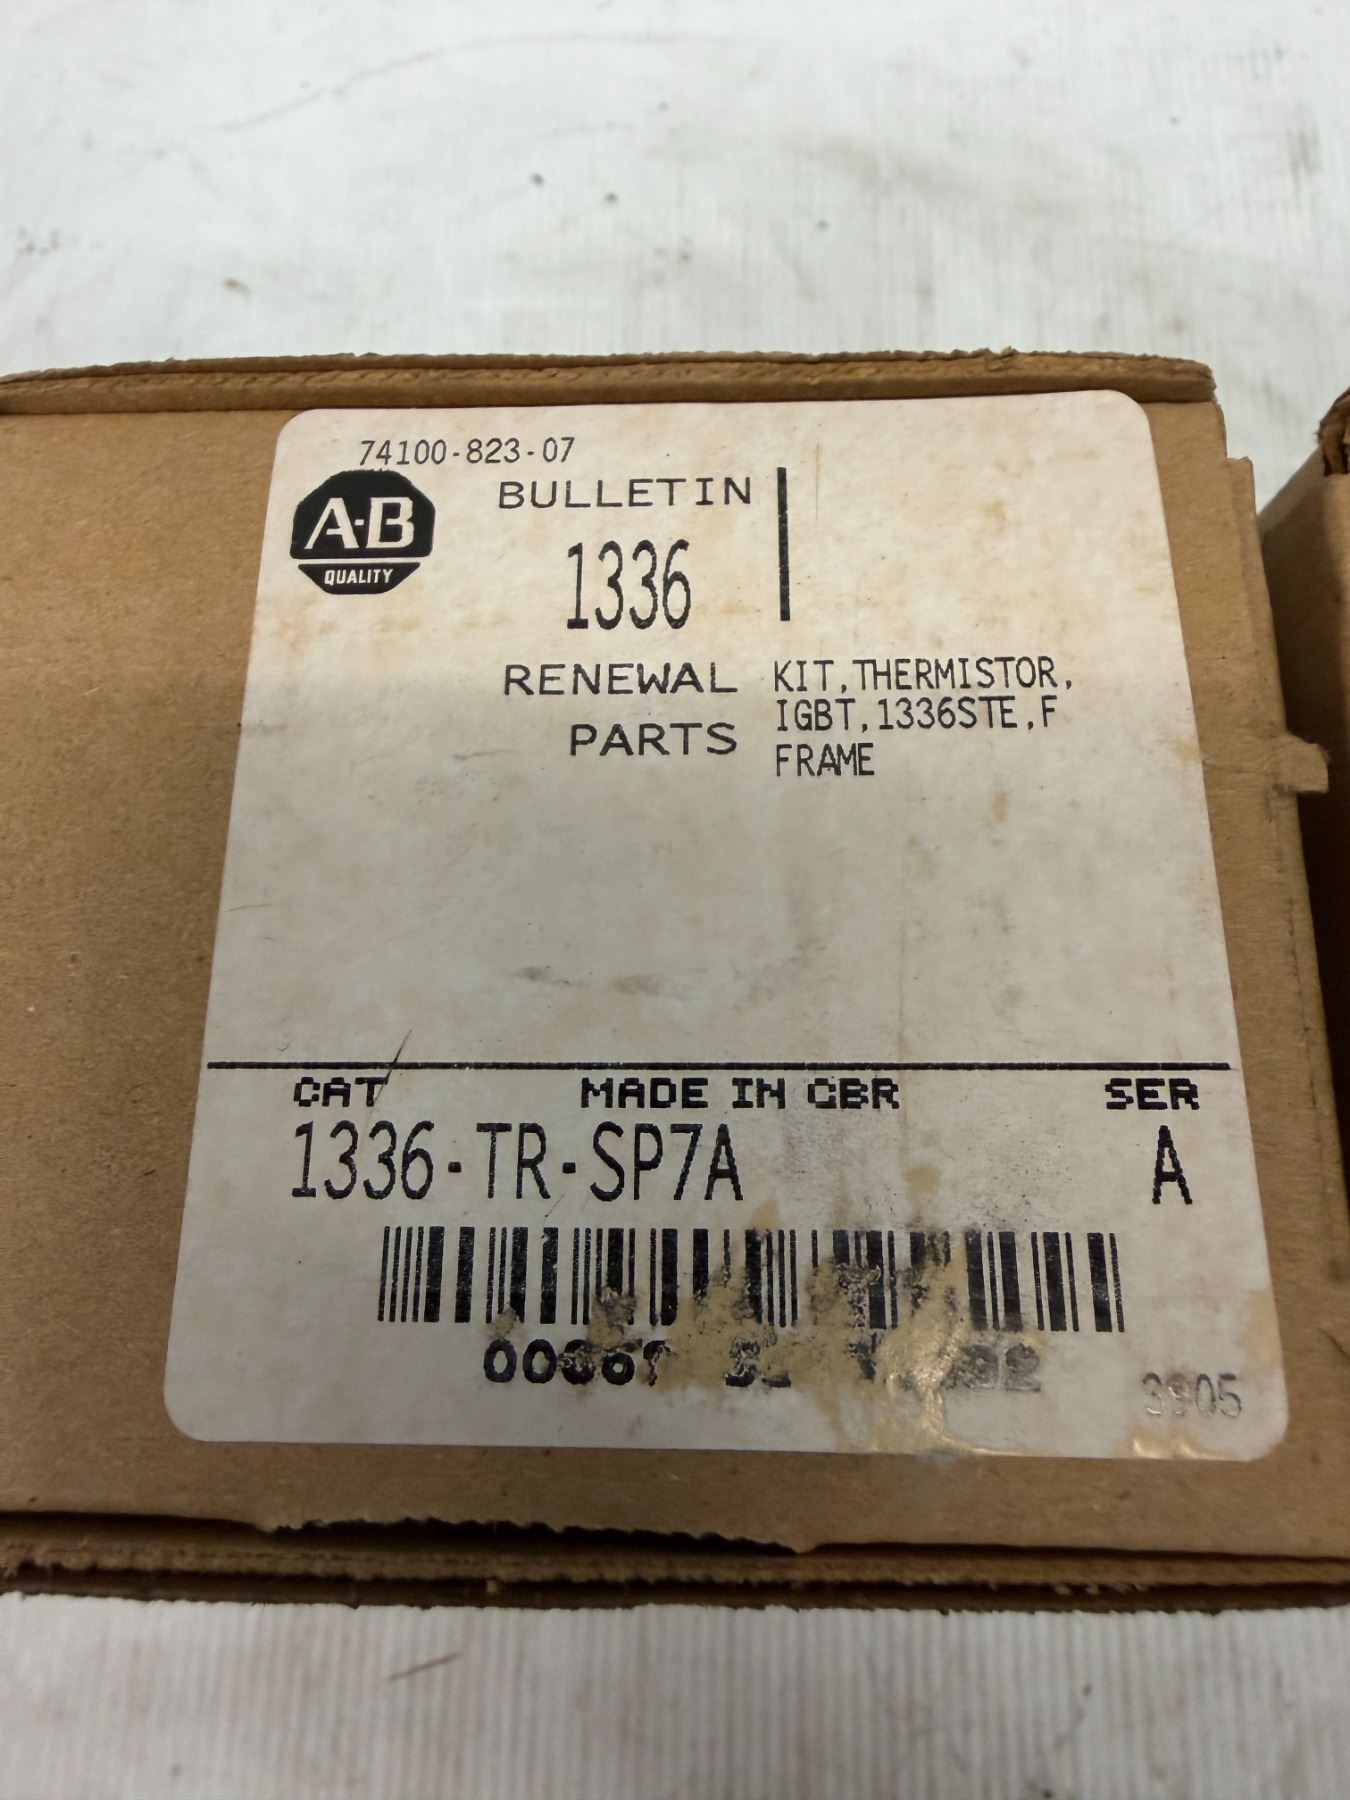 74100-823-07
A-B
QUALITY
BULLETIN
1336
RENEWAL
PARTS
KIT,THERMISTOR,
IGBT,1336STE,F
FRAME
CAT
MADE IN GBR
SER
1336-TR-SP7A
A